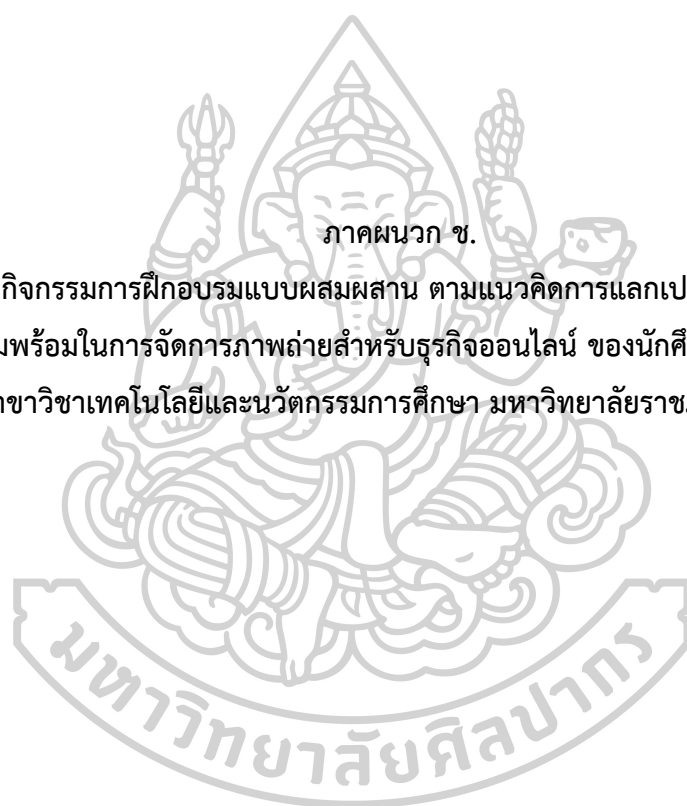 ภาคผนวก ช.
กิจกรรมการฝึกอบรมแบบผสมผสาน ตามแนวคิดการแลกเป
มพร้อมในการจัดการภาพถ่ายสำหรับธุรกิจออนไลน์ ของนักศึ
าขาวิชาเทคโนโลยีและนวัตกรรมการศึกษา มหาวิทยาลัยราช
มหาวิทยาลัยศิลปากร